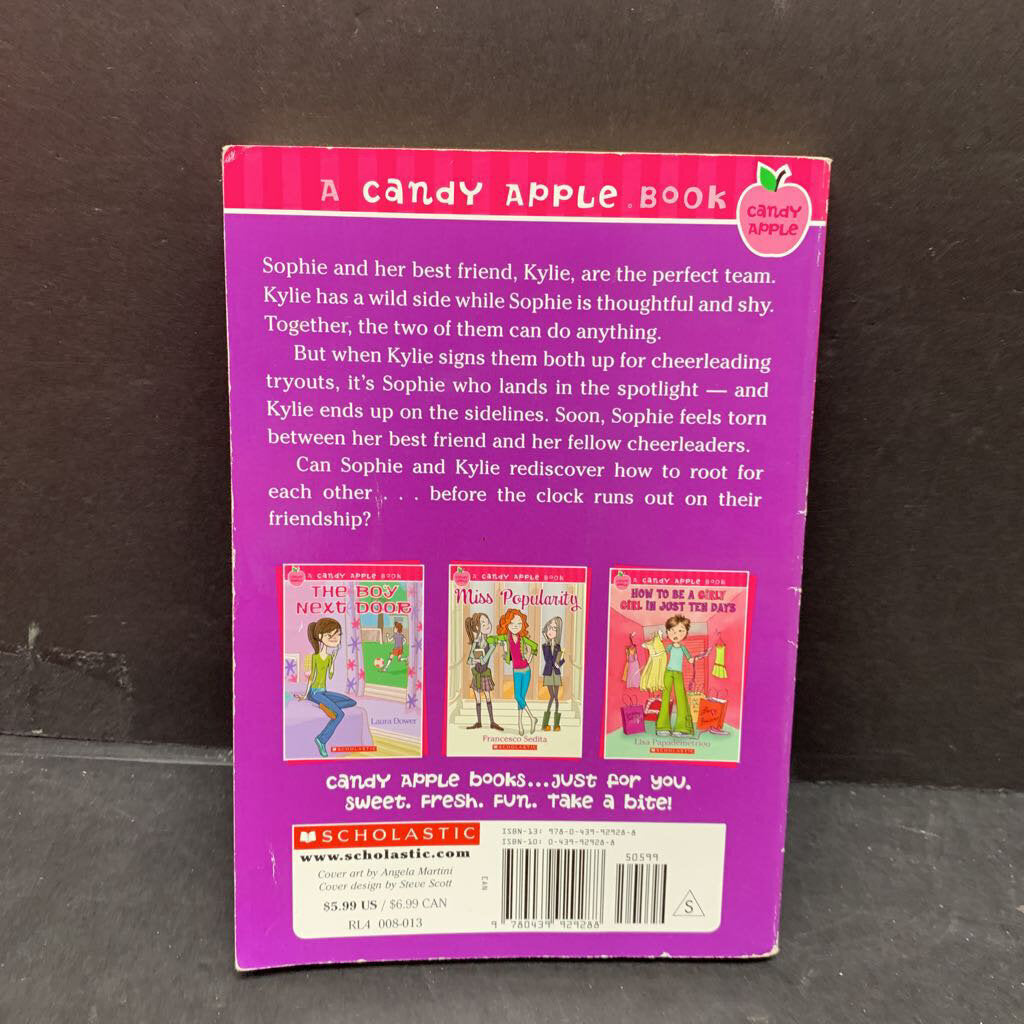 A CANDY APPLE BOOK
CANDY
APPLE
Sophie and her best friend, Kylie, are the perfect team.
Kylie has a wild side while Sophie is thoughtful and shy.
Together, the two of them can do anything.
But when Kylie signs them both up for cheerleading
tryouts, it's Sophie who lands in the spotlight — and
Kylie ends up on the sidelines. Soon, Sophie feels torn
between her best friend and her fellow cheerleaders.
Can Sophie and Kylie rediscover how to root for
each other . . . before the clock runs out on their
friendship?
A CANDY APPLE BOOK
THE BOY
NEXT DOOR
Laura Dower
SCHOLASTIC
A CANDY APPLE BOOK
Miss Popularity
Francesco Sedita
SCHOLASTIC
A CANDY APPLE BOOK
HOW TO BE A GIRLY
GIRL IN JUST TEN DAYS
Lisa Papademetriou
SCHOLASTIC
Candy Apple books...just for you.
Sweet. Fresh. Fun. Take a bite!
SCHOLASTIC
www.scholastic.com
Cover art by Angela Martini
Cover design by Steve Scott
$5.99 US / $6.99 CAN
RL4 008-013
ISBN-13: 978-0-439-92928-8
ISBN-10: 0-439-92928-8
EAN
50599
9 780439 929288
S